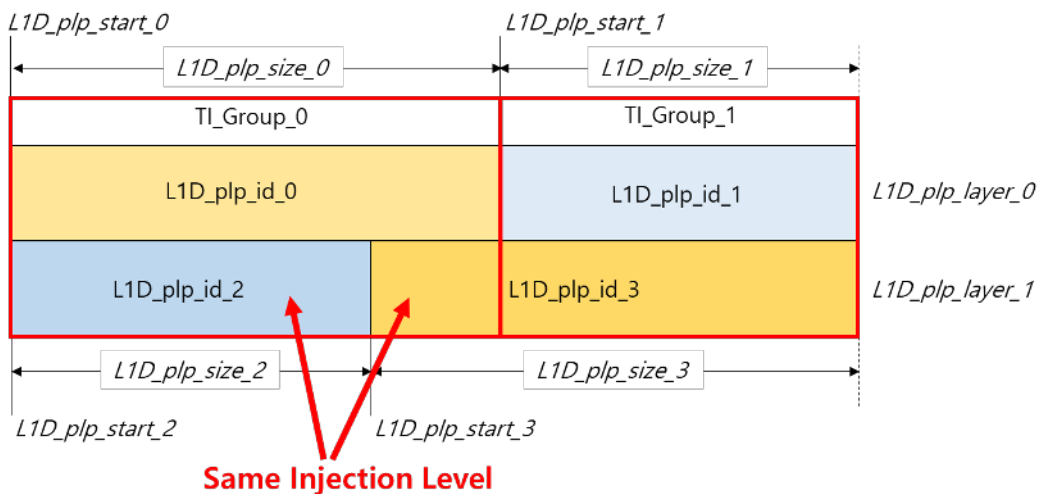 L1D_plp_start_0
L1D_plp_start_1
L1D_plp_size_0
L1D_plp_size_1
TI_Group_0
TI_Group_1
L1D_plp_id_0
L1D_plp_id_1
L1D_plp_layer_0
L1D_plp_id_2
L1D_plp_id_3
L1D_plp_layer_1
L1D_plp_size_2
L1D_plp_size_3
L1D_plp_start_2
L1D_plp_start_3
Same Injection Level